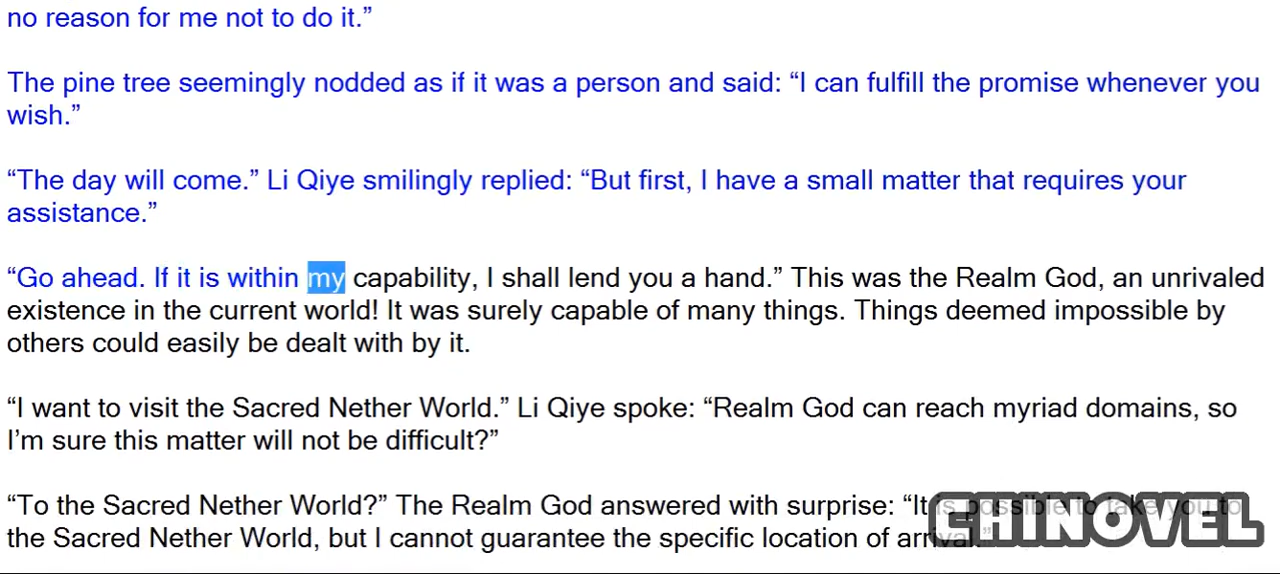 no reason for me not to do it.”
The pine tree seemingly nodded as if it was a person and said: “I can fulfill the promise whenever you
wish.”
“The day will come.” Li Qiye smilingly replied: “But first, I have a small matter that requires your
assistance.”
“Go ahead. If it is within my capability, I shall lend you a hand.” This was the Realm God, an unrivaled
existence in the current world! It was surely capable of many things. Things deemed impossible by
others could easily be dealt with by it.
“I want to visit the Sacred Nether World.” Li Qiye spoke: “Realm God can reach myriad domains, so
I’m sure this matter will not be difficult?”
“To the Sacred Nether World?” The Realm God answered with surprise: “It is possible to take you to
the Sacred Nether World, but I cannot guarantee the specific location of arrival.”
CHINOVEL